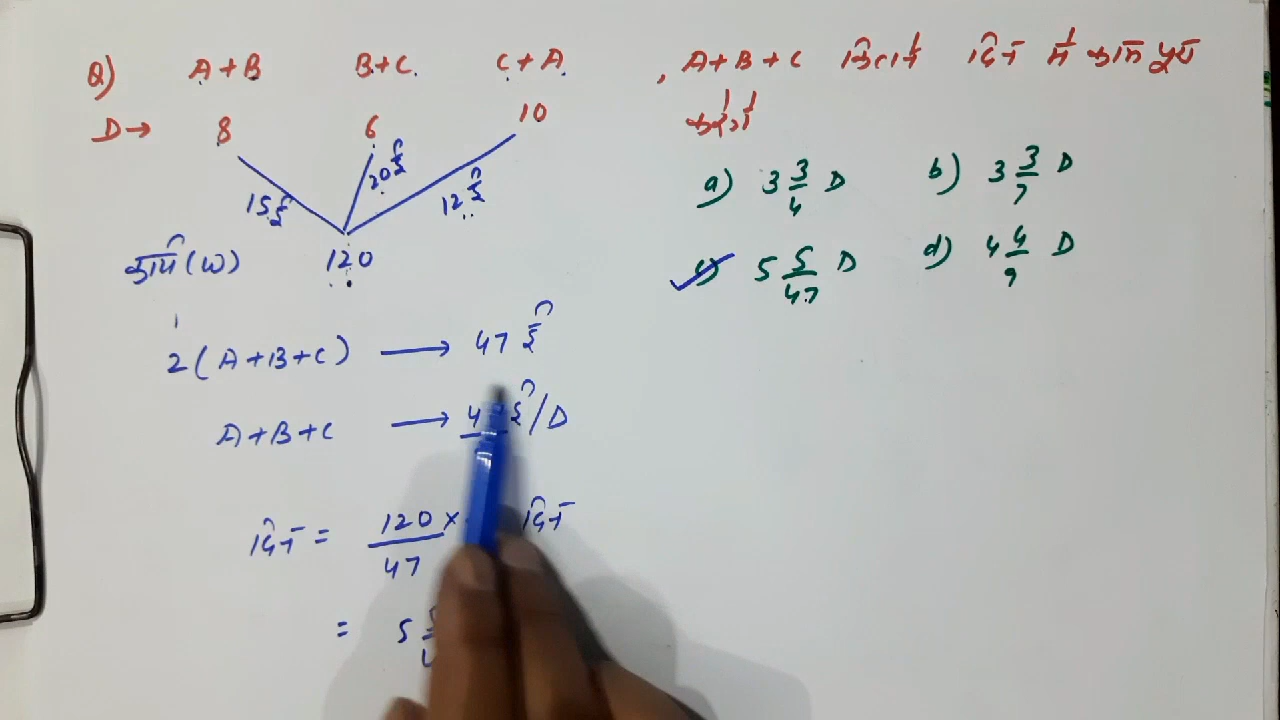 Q) A+B B+C C+A , A+B+C कितने दिन में काम पूर्ण
करेंगे
D→ 8 6 10
a) 3 3/4 D b) 3 3/7 D
c) 5 5/47 D d) 4 4/9 D
15 ई 20 ई 12 ई
कार्य (W) 120
2(A+B+C) → 47 ई
A+B+C → ई/D
दिन = 120/47 × दिन
= 5